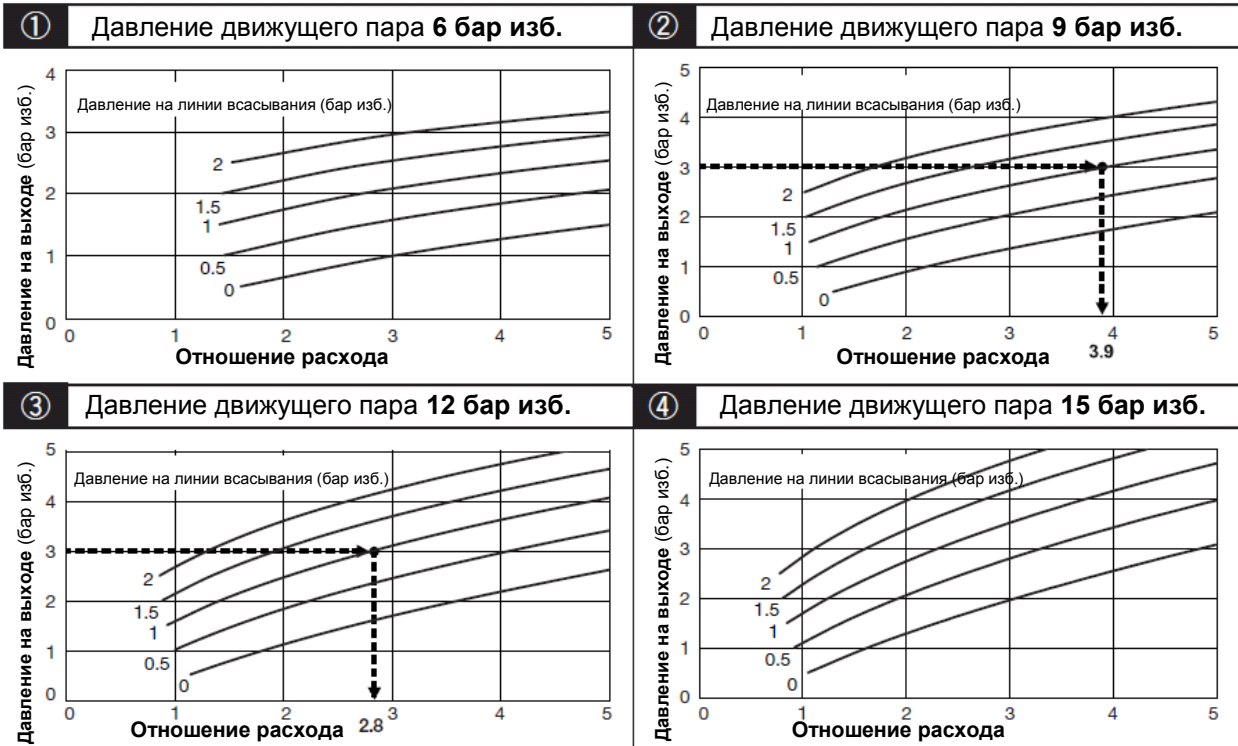 ① Давление движущего пара 6 бар изб.
Давление на выходе (бар изб.)
Давление на линии всасывания (бар изб.)
4
3
2
1
0
2
1.5
1
0.5
0
0 1 2 3 4 5
Отношение расхода
② Давление движущего пара 9 бар изб.
Давление на выходе (бар изб.)
Давление на линии всасывания (бар изб.)
5
4
3
2
1
0
2
1.5
1
0.5
0
0 1 2 3 4 5
Отношение расхода 3.9
③ Давление движущего пара 12 бар изб.
Давление на выходе (бар изб.)
Давление на линии всасывания (бар изб.)
5
4
3
2
1
0
2
1.5
1
0.5
0
0 1 2 3 4 5
Отношение расхода 2.8
④ Давление движущего пара 15 бар изб.
Давление на выходе (бар изб.)
Давление на линии всасывания (бар изб.)
5
4
3
2
1
0
2
1.5
1
0.5
0
0 1 2 3 4 5
Отношение расхода